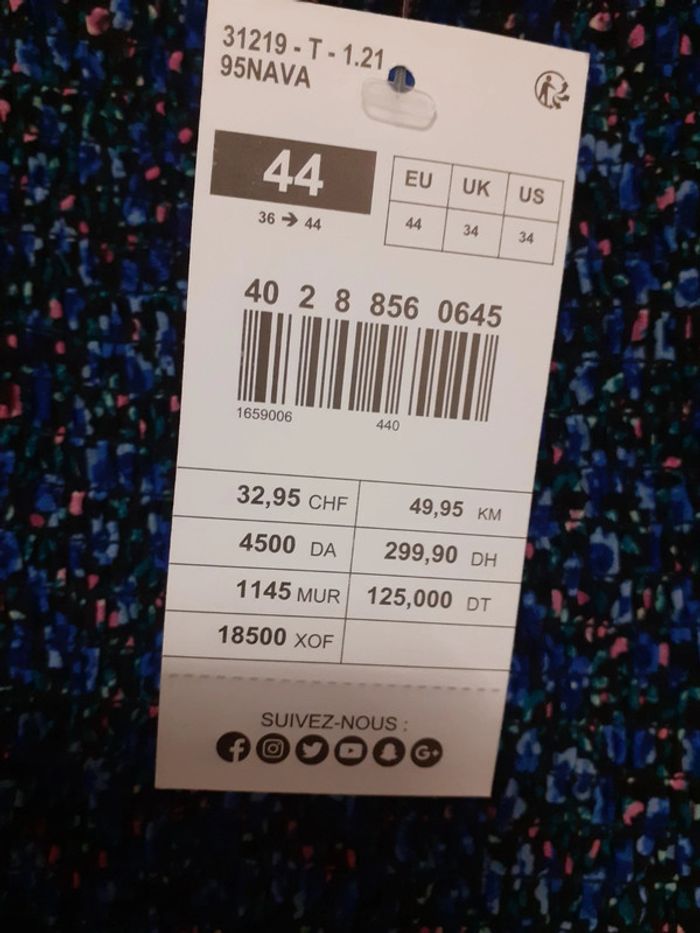 31219 - T - 1.21
95NAVA
44
36 → 44
EU UK US
44 34 34
40 2 8 856 0645
1659006 440
32,95 CHF 49,95 KM
4500 DA 299,90 DH
1145 MUR 125,000 DT
18500 XOF
SUIVEZ-NOUS :